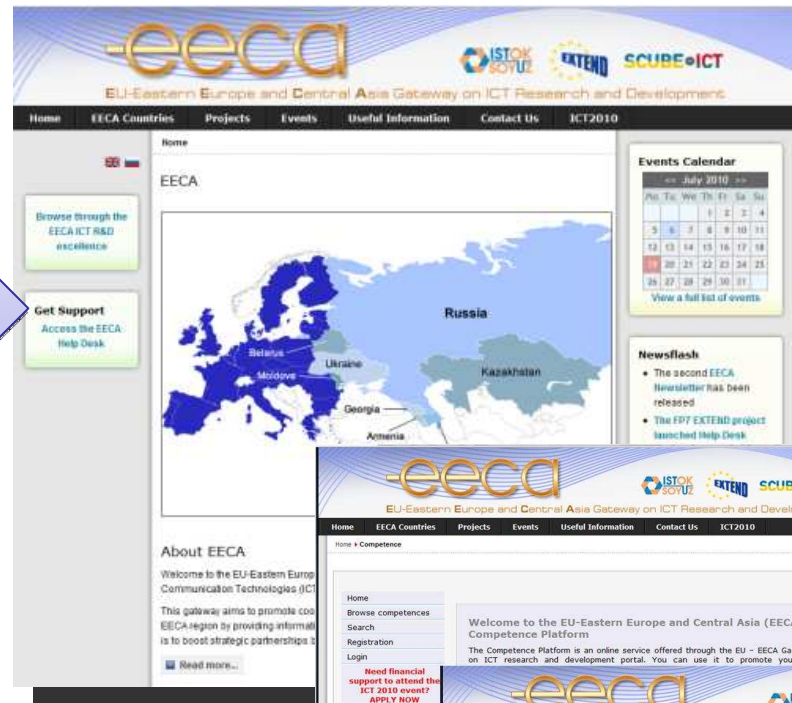 eeca
ISTOK SOYUZ
EXTEND
SCUBE ICT
EU-Eastern Europe and Central Asia Gateway on ICT Research and Development
Home EECA Countries Projects Events Useful Information Contact Us ICT2010
Home
EECA
Browse through the
EECA ICT R&D
excellence
Get Support
Access the EECA
Help Desk
Russia
Belarus
Ukraine
Moldova
Kazakhstan
Georgia
Armenia
Events Calendar
<< July 2010 >>
Mo Tu We Th Fr Sa Su
1 2 3 4
5 6 7 8 9 10 11
12 13 14 15 16 17 18
19 20 21 22 23 24 25
26 27 28 29 30 31
View a full list of events
Newsflash
• The second EECA
Newsletter has been
released
• The FP7 EXTEND project
launched Help Desk
About EECA
Welcome to the EU-Eastern Europ
Communication Technologies (ICT
This gateway aims to promote coo
EECA region by providing informati
is to boost strategic partnerships b
Read more...
eeca
ISTOK SOYUZ
EXTEND
SCUB
EU-Eastern Europe and Central Asia Gateway on ICT Research and Devel
Home EECA Countries Projects Events Useful Information Contact Us ICT2010
Home Competence
Home
Browse competences
Search
Registration
Login
Need financial
support to attend the
ICT 2010 event?
APPLY NOW
Welcome to the EU-Eastern Europe and Central Asia (EECA
Competence Platform
The Competence Platform is an online service offered through the EU – EECA Ga
on ICT research and development portal. You can use it to promote you
eeca